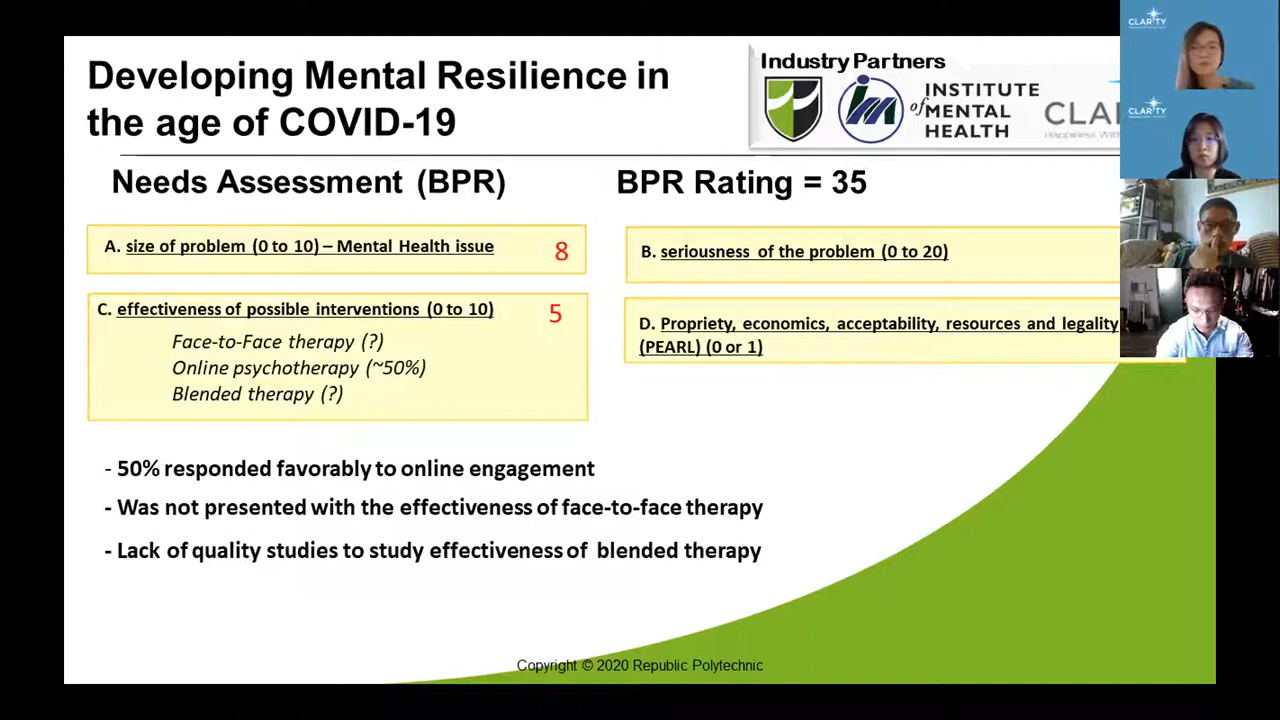 Developing Mental Resilience in
the age of COVID-19
Industry Partners
INSTITUTE
of MENTAL
HEALTH
CLA
Happiness Wit
CLARITY
CLARITY
Needs Assessment (BPR)
BPR Rating = 35
A. size of problem (0 to 10) – Mental Health issue
8
B. seriousness of the problem (0 to 20)
C. effectiveness of possible interventions (0 to 10)
5
Face-to-Face therapy (?)
Online psychotherapy (~50%)
Blended therapy (?)
D. Propriety, economics, acceptability, resources and legality
(PEARL) (0 or 1)
- 50% responded favorably to online engagement
- Was not presented with the effectiveness of face-to-face therapy
- Lack of quality studies to study effectiveness of blended therapy
Copyright © 2020 Republic Polytechnic